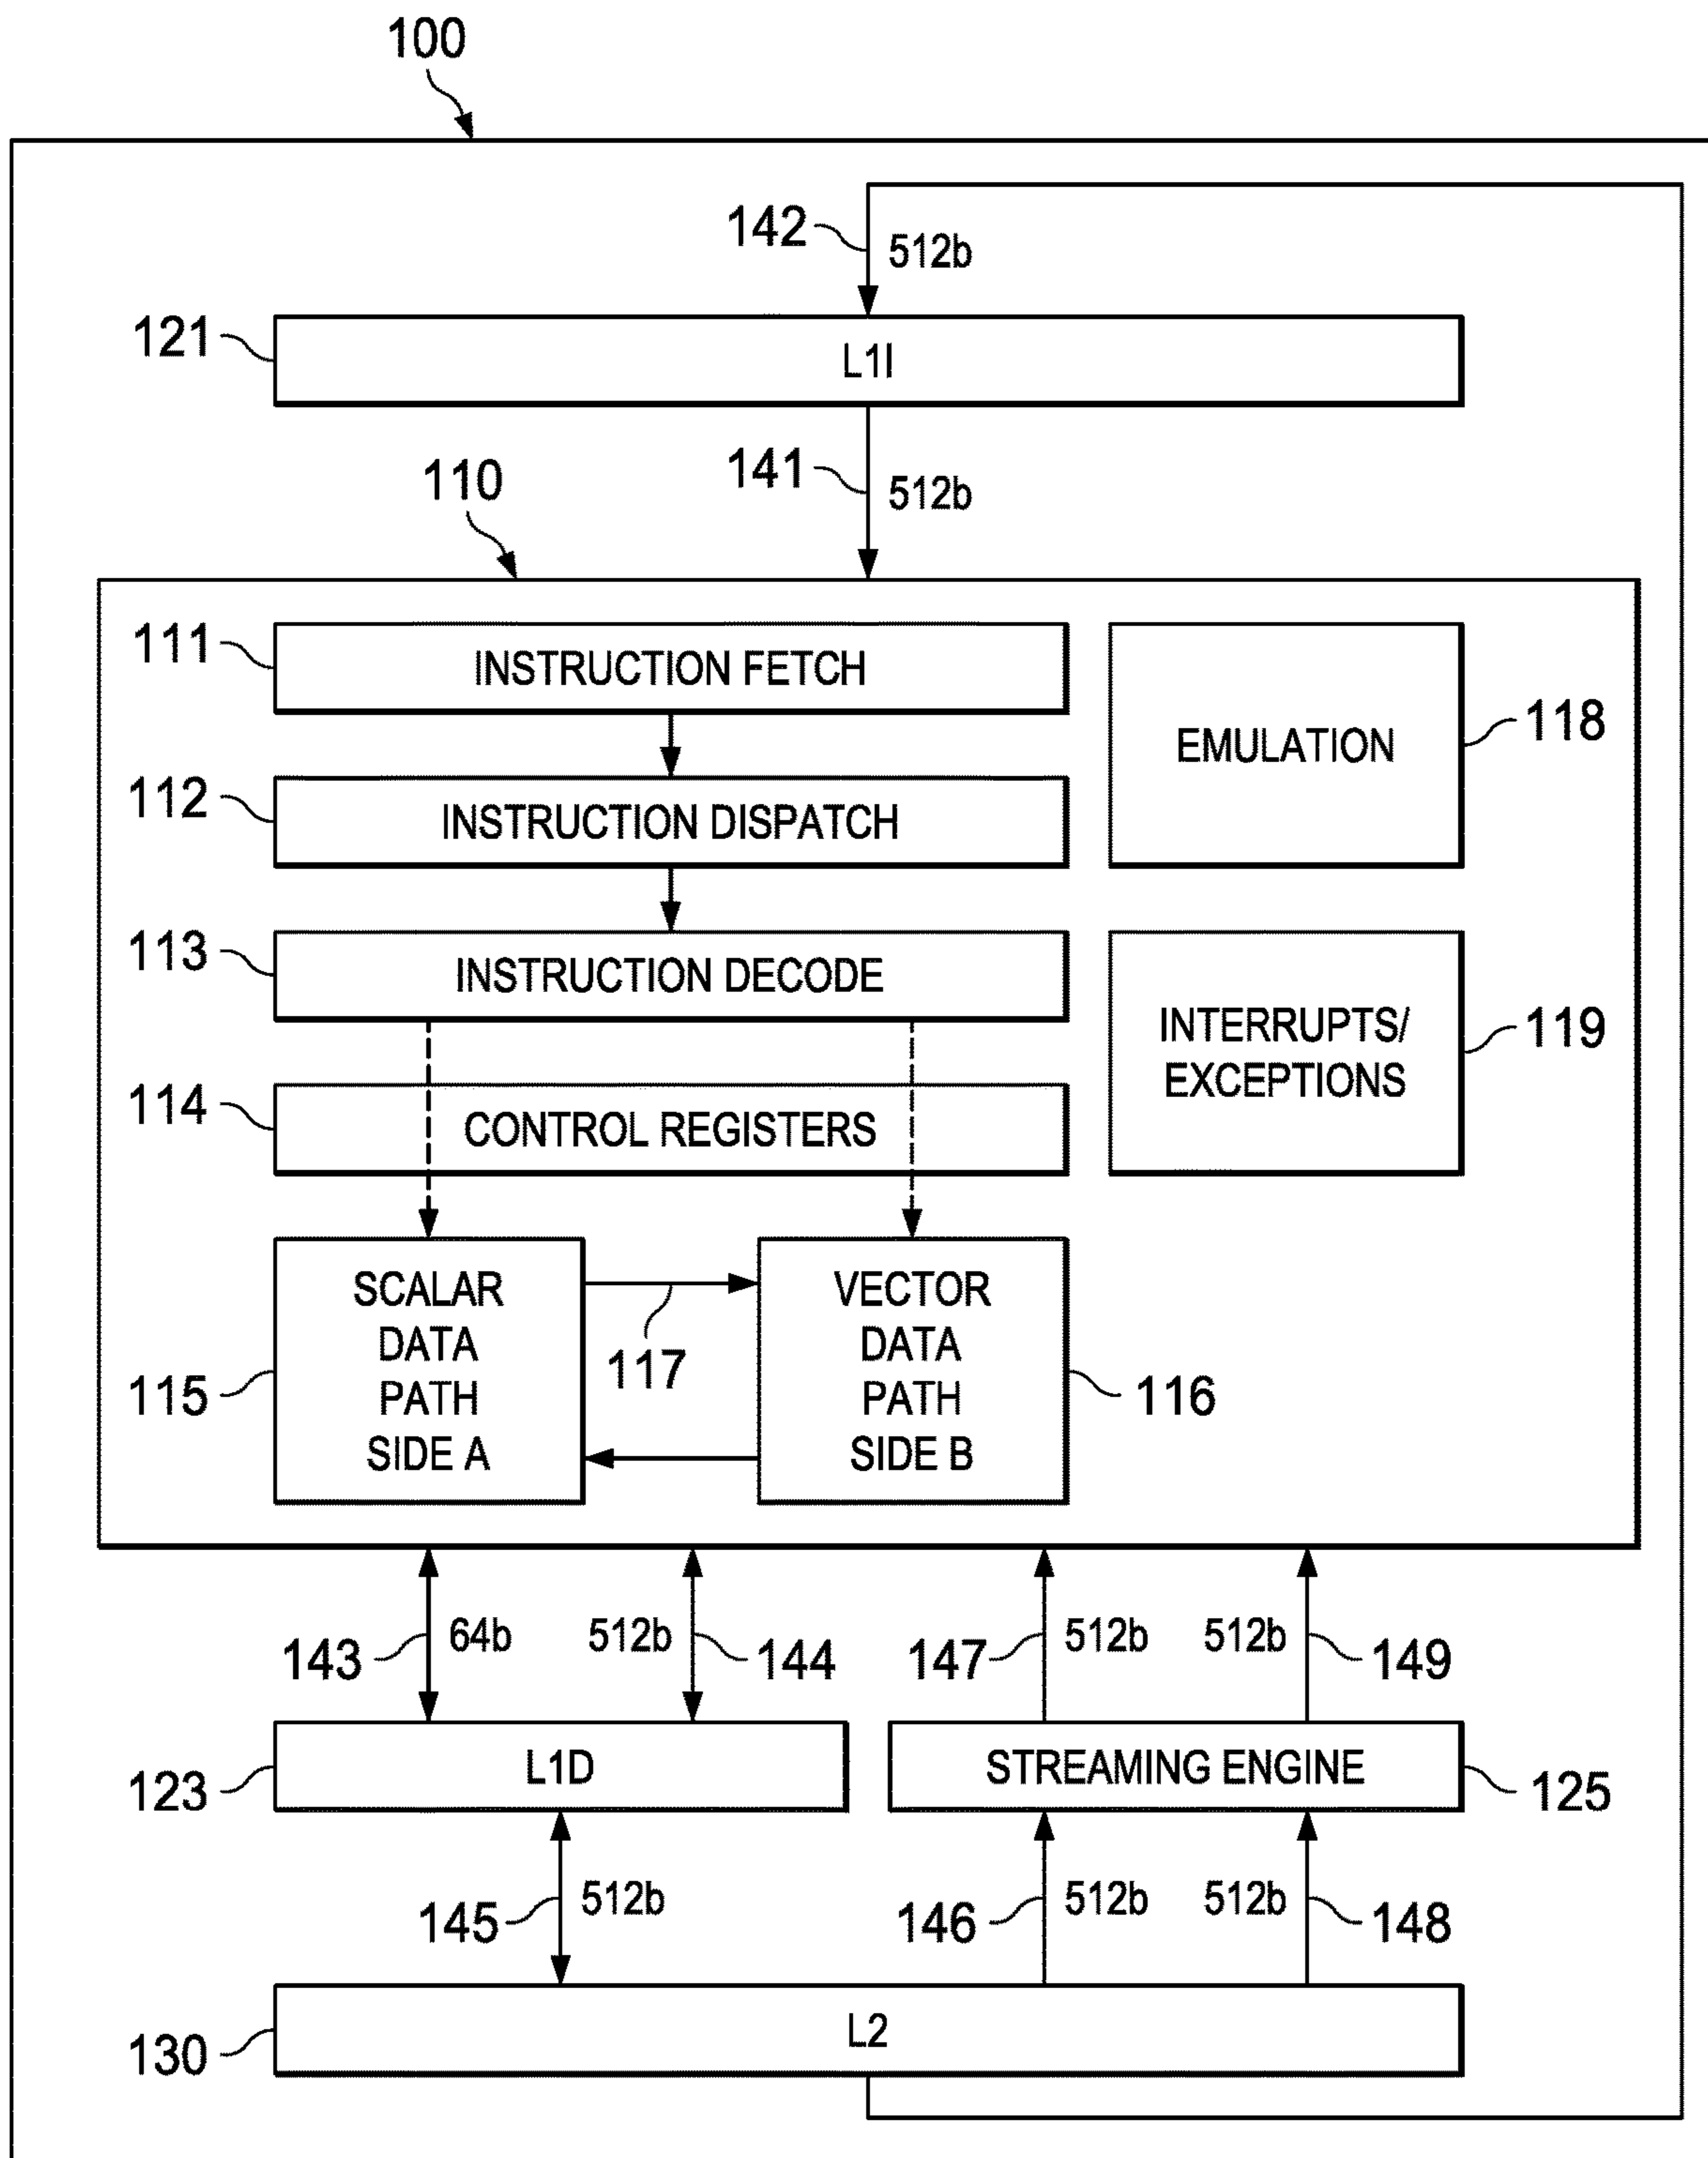 100
142
512b
121
L1I
141
512b
110
111
INSTRUCTION FETCH
118
EMULATION
112
INSTRUCTION DISPATCH
113
INSTRUCTION DECODE
119
INTERRUPTS/
EXCEPTIONS
114
CONTROL REGISTERS
115
SCALAR
DATA
PATH
SIDE A
117
VECTOR
DATA
PATH
SIDE B
116
143
64b
512b
144
147
512b
512b
149
123
L1D
STREAMING ENGINE
125
145
512b
146
512b
512b
148
130
L2